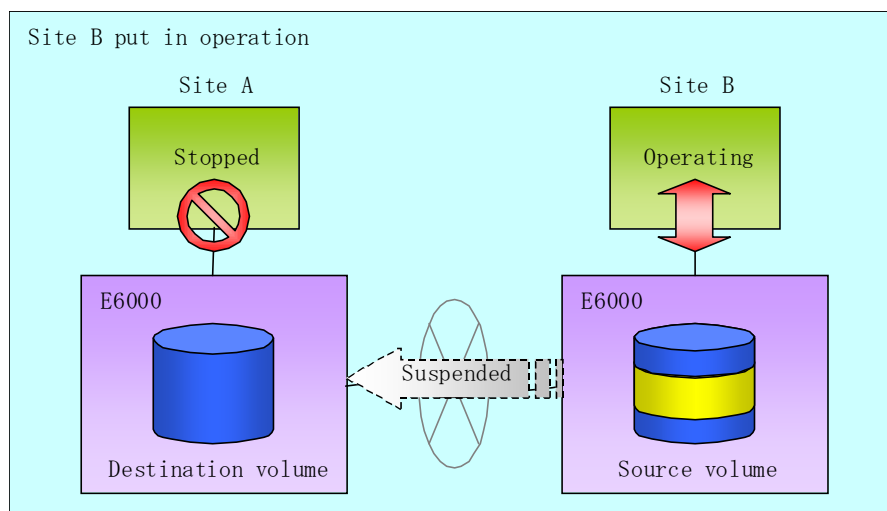 Site B put in operation
Site A
Site B
Stopped
Operating
E6000
E6000
Suspended
Destination volume
Source volume